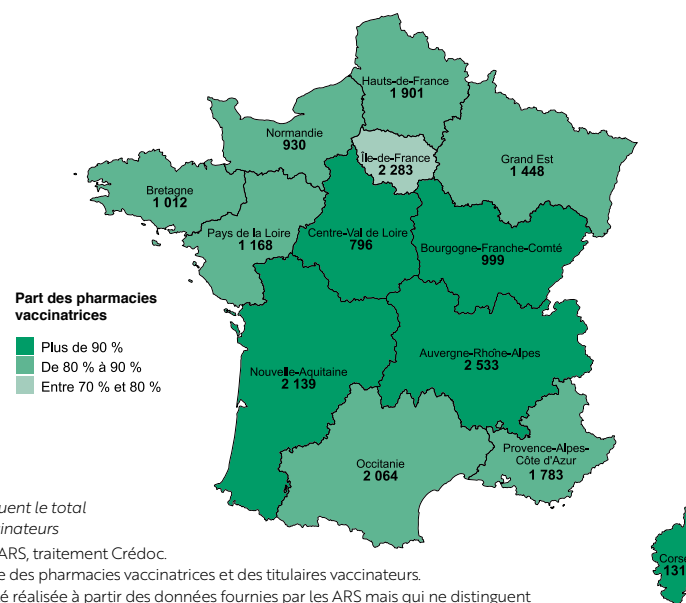 Hauts-de-France
1 901
Normandie
930
Île-de-France
2 283
Grand Est
1 448
Bretagne
1 012
Pays de la Loire
1 168
Centre-Val de Loire
796
Bourgogne-Franche-Comté
999
Part des pharmacies
vaccinatrices
Plus de 90 %
De 80 % à 90 %
Entre 70 % et 80 %
Nouvelle-Aquitaine
2 139
Auvergne-Rhône-Alpes
2 533
Occitanie
2 064
Provence-Alpes-
Côte d'Azur
1 783
Corse
131
uent le total
cinateurs
ARS, traitement Crédoc.
e des pharmacies vaccinatrices et des titulaires vaccinateurs.
té réalisée à partir des données fournies par les ARS mais qui ne distinguent